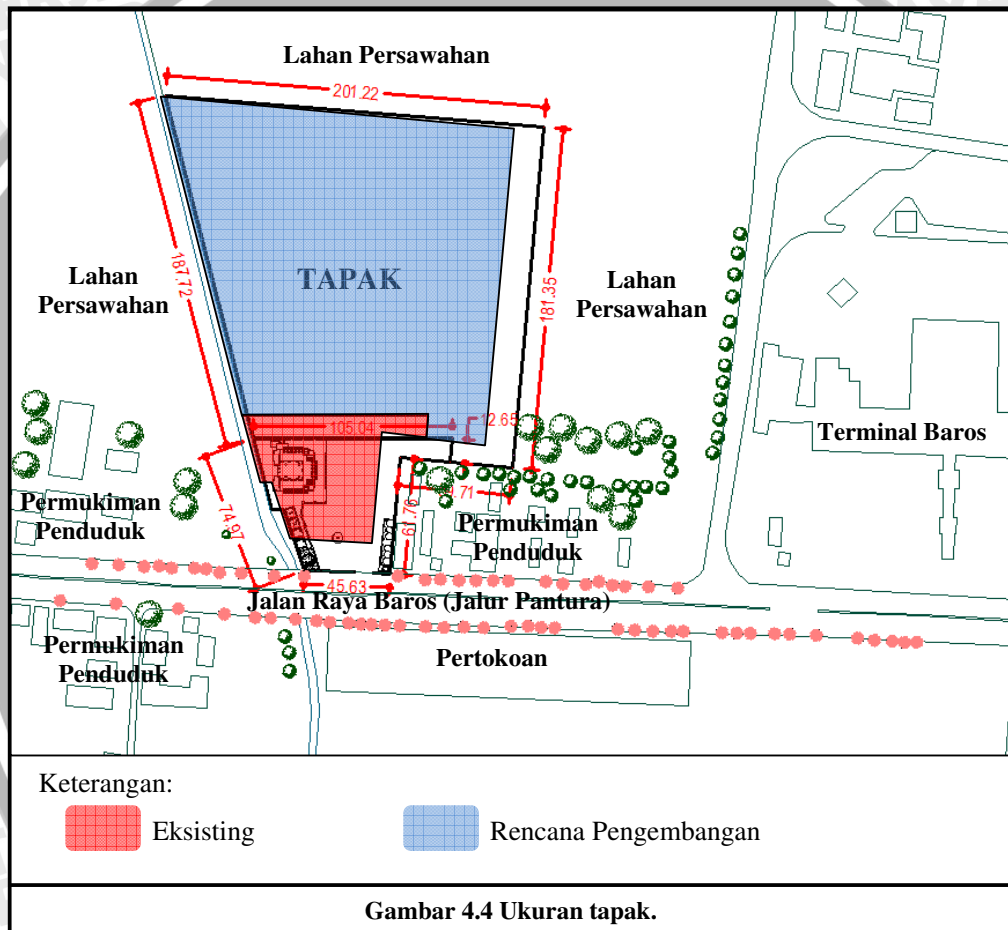 Lahan Persawahan
201.22
187.72
Lahan
Persawahan
TAPAK
181.35
Lahan
Persawahan
105.04
12.65
Terminal Baros
Permukiman
Penduduk
74.97
61.76
Permukiman
Penduduk
45.63
Jalan Raya Baros (Jalur Pantura)
Permukiman
Penduduk
Pertokoan
Keterangan:
Eksisting
Rencana Pengembangan
Gambar 4.4 Ukuran tapak.